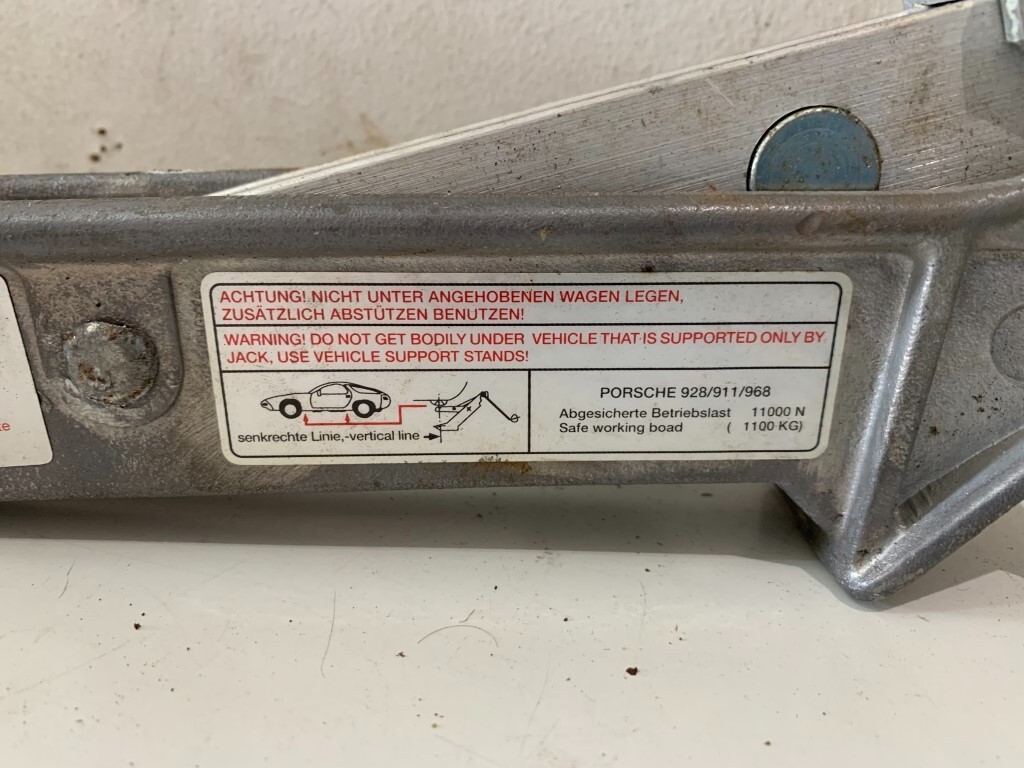 ACHTUNG! NICHT UNTER ANGEHOBENEN WAGEN LEGEN,
ZUSÄTZLICH ABSTÜTZEN BENUTZEN!
WARNING! DO NOT GET BODILY UNDER VEHICLE THAT IS SUPPORTED ONLY BY
JACK, USE VEHICLE SUPPORT STANDS!
senkrechte Linie,-vertical line
PORSCHE 928/911/968
Abgesicherte Betriebslast 11000 N
Safe working boad ( 1100 KG)